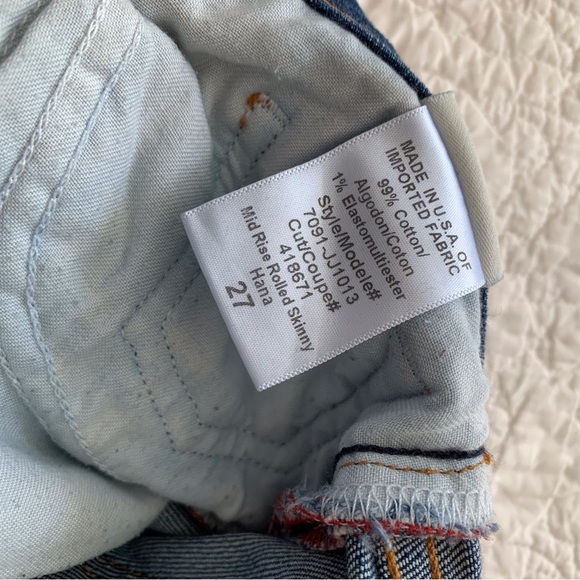 MADE IN U.S.A. OF
IMPORTED FABRIC
99% Cotton/
Algodon/Coton
1% Elastomultiester
Style/Modele#
7091-JJ1013
Cut/Coupe#
418671
Mid Rise Rolled Skinny
Hana
27